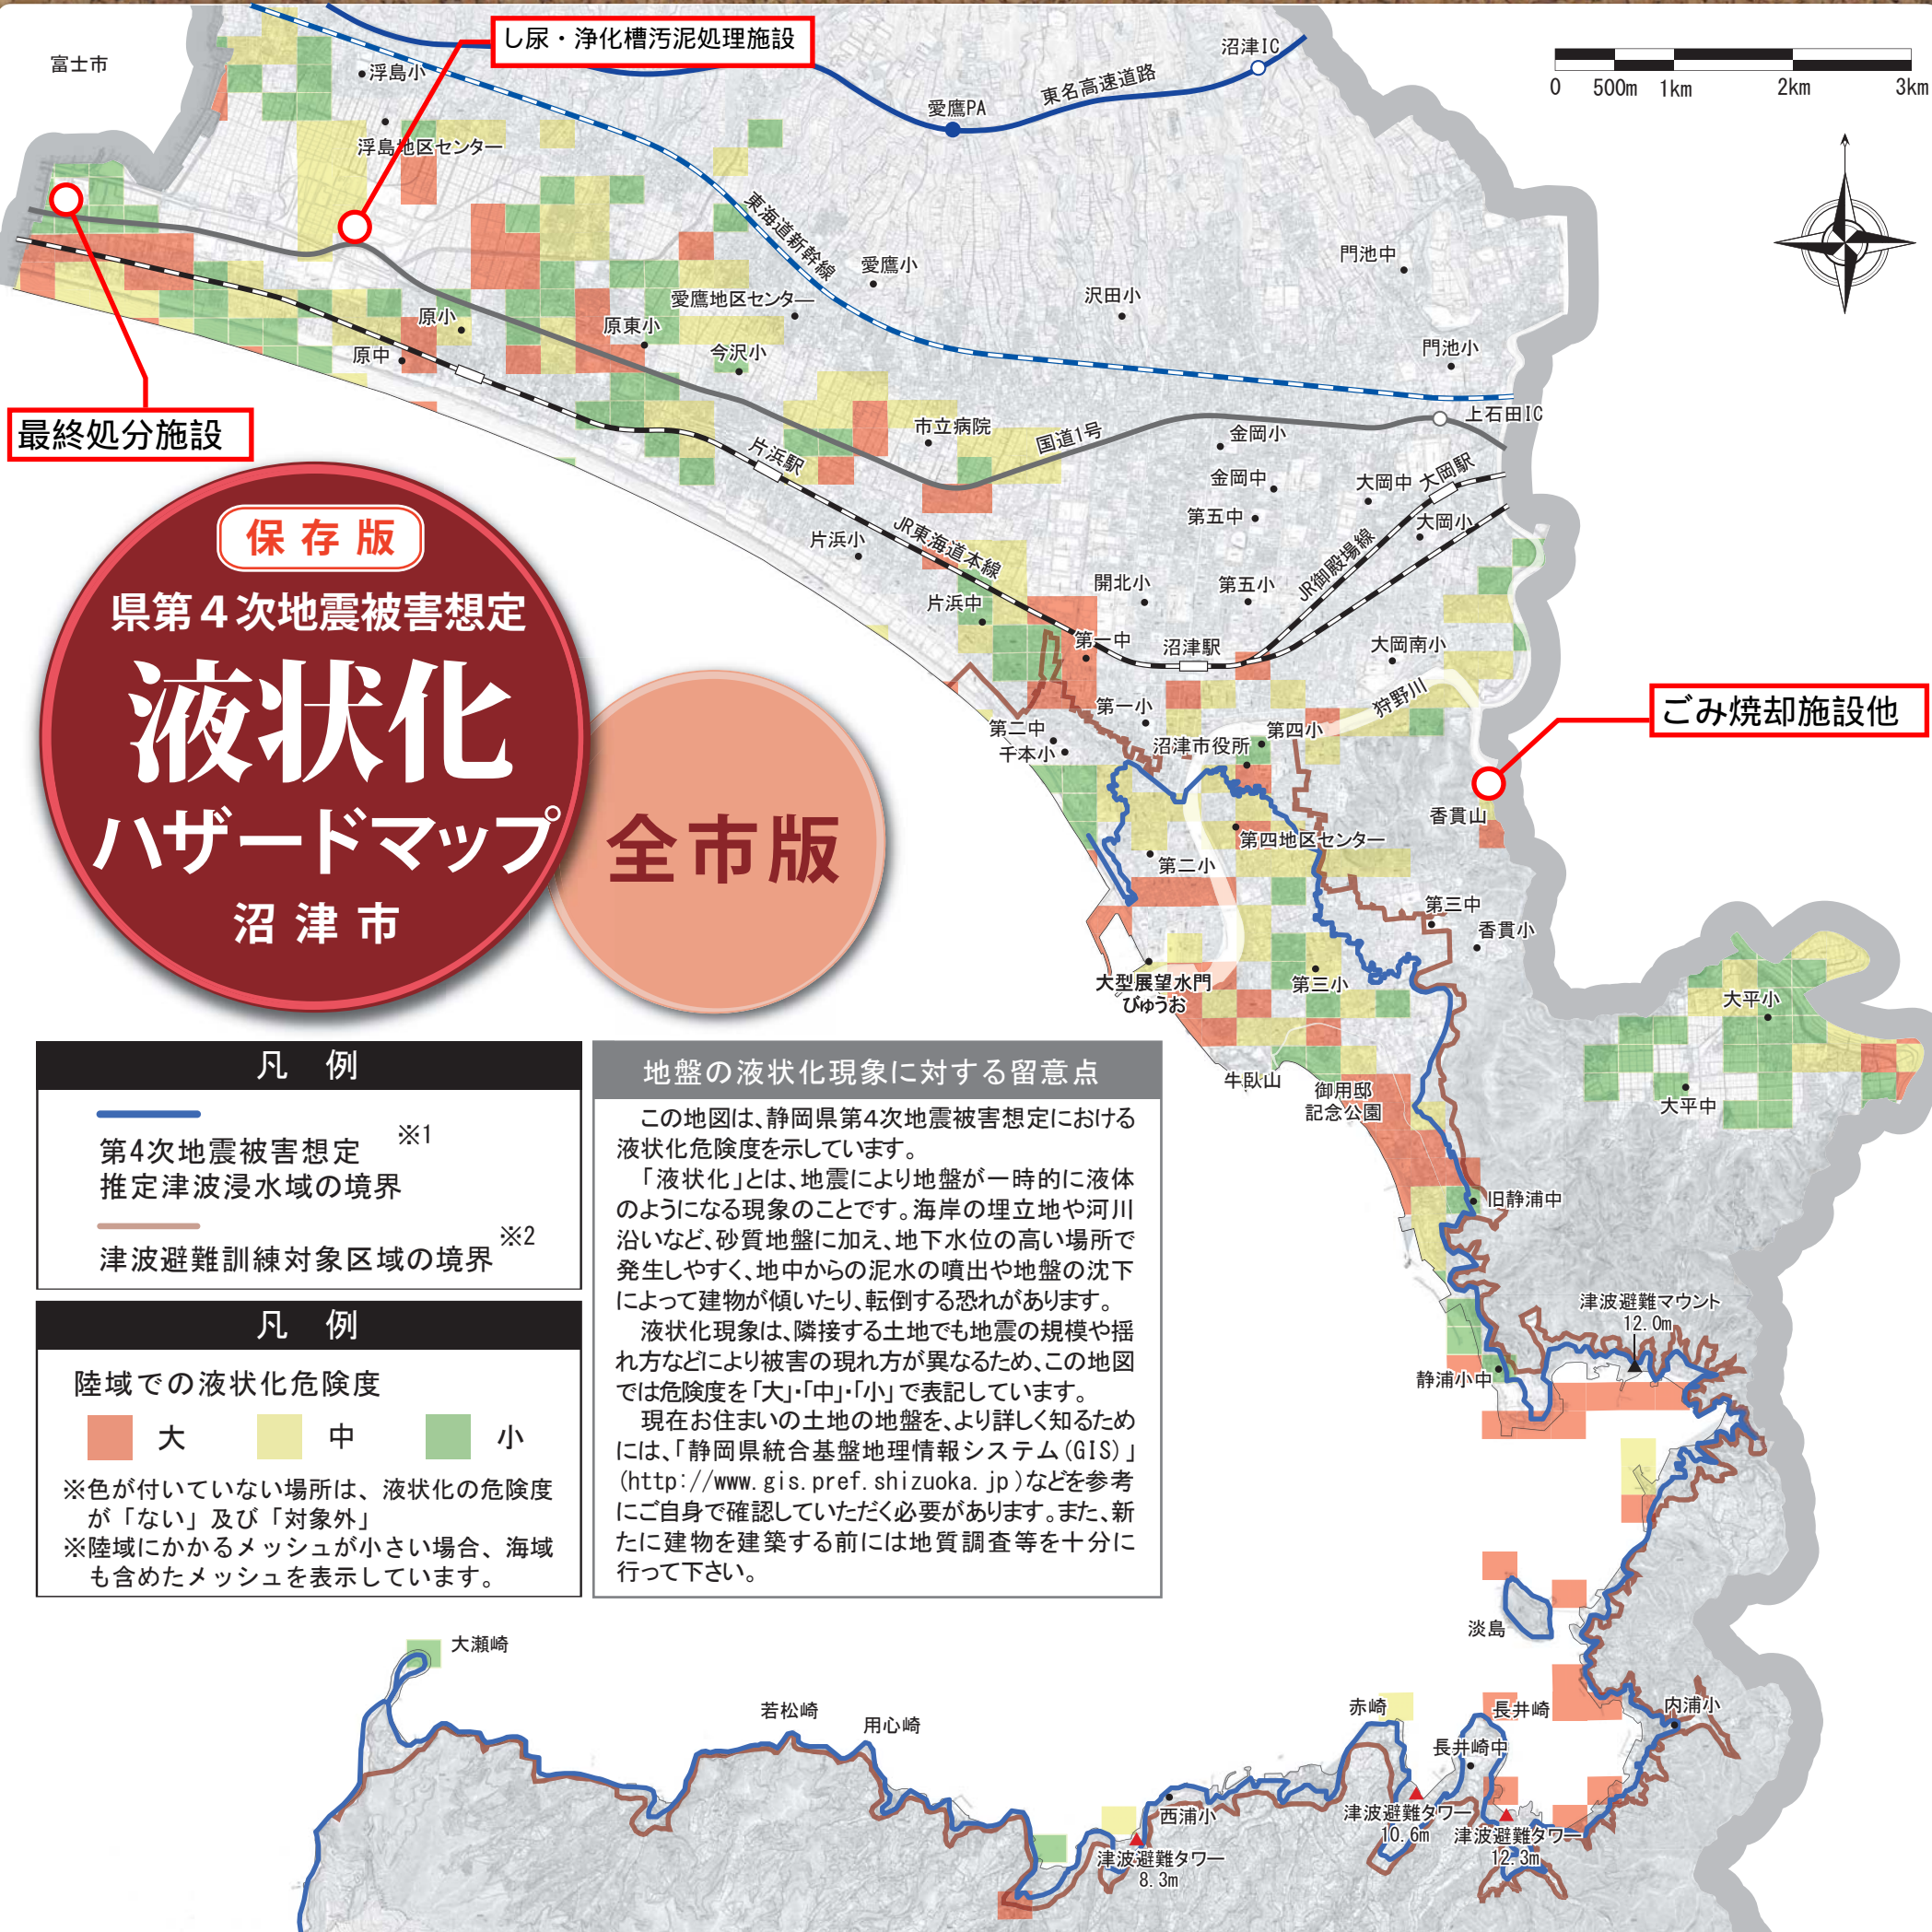 富士市
し尿・浄化槽汚泥処理施設
浮島小
浮島地区センター
沼津IC
愛鷹PA
東名高速道路
0 500m 1km 2km 3km
東海道新幹線
愛鷹小
愛鷹地区センター
門池中
沢田小
門池小
原小
原中
原東小
今沢小
最終処分施設
市立病院
片浜駅
国道1号
上石田IC
金岡小
金岡中
大岡中
大岡駅
第五中
大岡小
片浜小
JR東海道本線
JR御殿場線
開北小
第五小
片浜中
第一中
沼津駅
大岡南小
狩野川
第一小
第二中
千本小
沼津市役所
第四小
ごみ焼却施設他
香貫山
第四地区センター
第二小
第三中
香貫小
大型展望水門
びゅうお
第三小
大平小
大平中
牛臥山
御用邸
記念公園
旧静浦中
津波避難マウント
12.0m
静浦小中
淡島
内浦小
長井崎
赤崎
長井崎中
津波避難タワー
10.6m
津波避難タワー
12.3m
西浦小
津波避難タワー
8.3m
用心崎
若松崎
大瀬崎
保存版
県第4次地震被害想定
液状化
ハザードマップ
沼津市
全市版
凡 例
第4次地震被害想定 ※1
推定津波浸水域の境界
津波避難訓練対象区域の境界 ※2
凡 例
陸域での液状化危険度
大 中 小
※色が付いていない場所は、液状化の危険度
が「ない」及び「対象外」
※陸域にかかるメッシュが小さい場合、海域
も含めたメッシュを表示しています。
地盤の液状化現象に対する留意点
この地図は、静岡県第4次地震被害想定における
液状化危険度を示しています。
「液状化」とは、地震により地盤が一時的に液体
のようになる現象のことです。海岸の埋立地や河川
沿いなど、砂質地盤に加え、地下水位の高い場所で
発生しやすく、地中からの泥水の噴出や地盤の沈下
によって建物が傾いたり、転倒する恐れがあります。
液状化現象は、隣接する土地でも地震の規模や揺
れ方などにより被害の現れ方が異なるため、この地図
では危険度を「大」・「中」・「小」で表記しています。
現在お住まいの土地の地盤を、より詳しく知るため
には、「静岡県統合基盤地理情報システム(GIS)」
(http://www.gis.pref.shizuoka.jp)などを参考
にご自身で確認していただく必要があります。また、新
たに建物を建築する前には地質調査等を十分に
行って下さい。